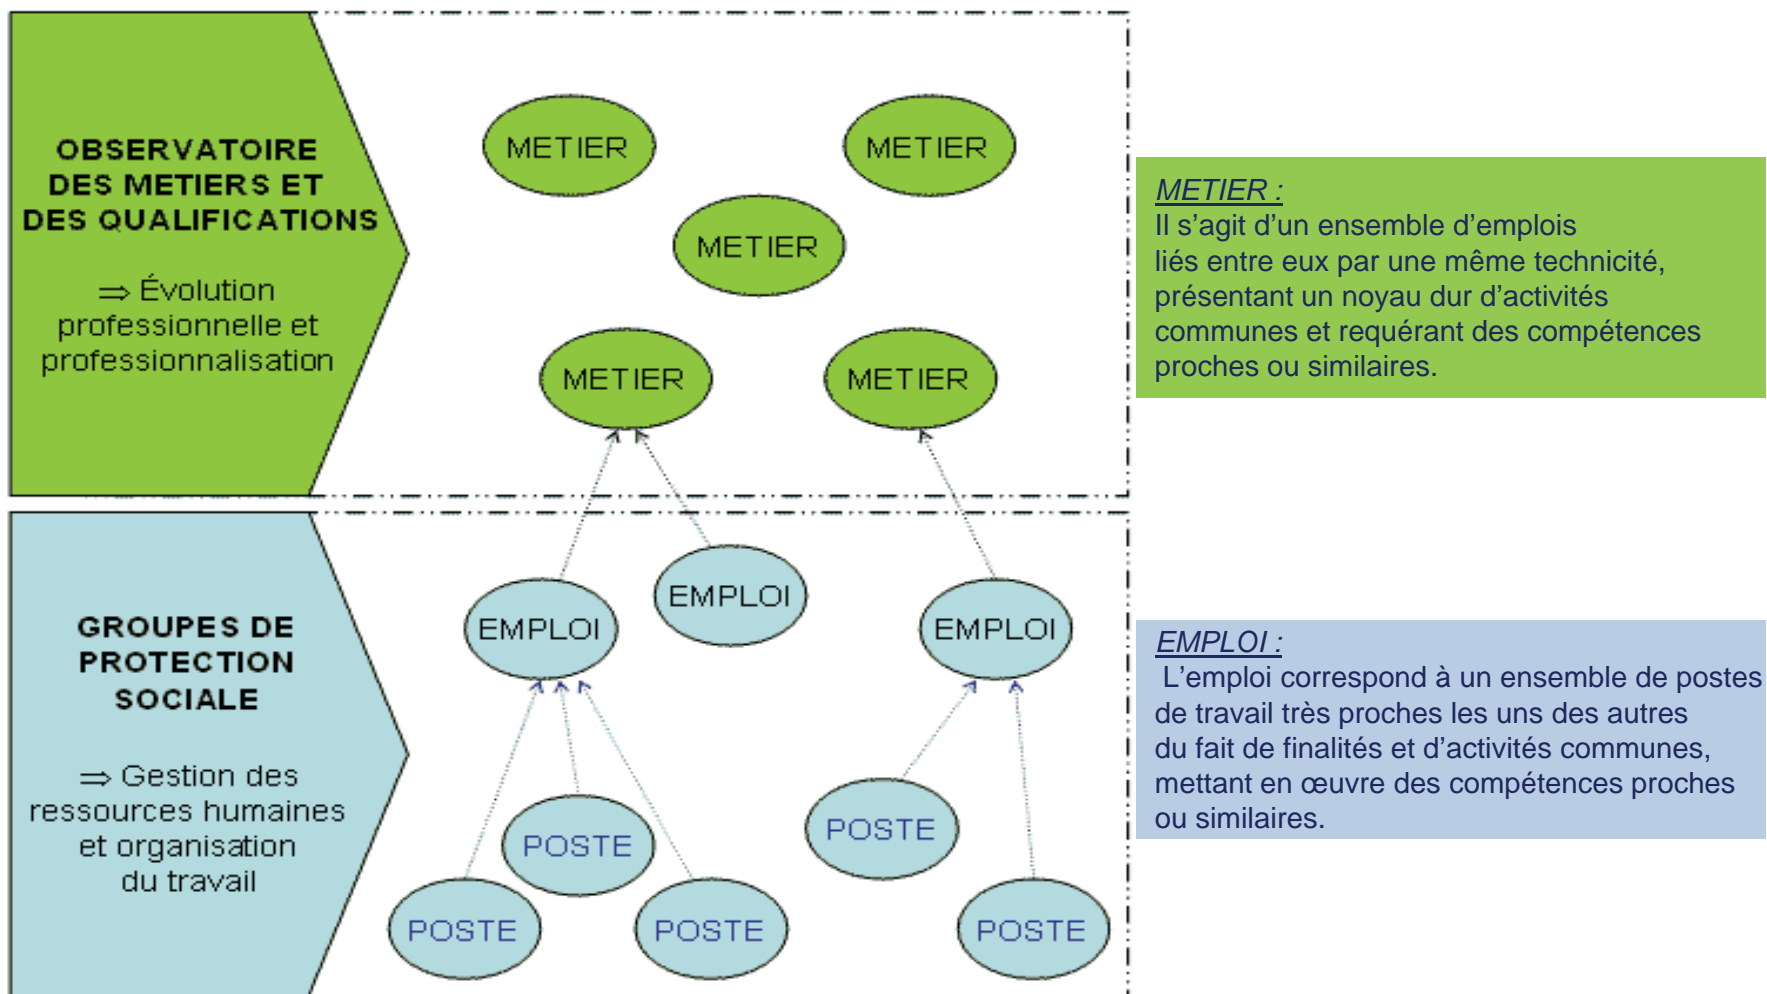 OBSERVATOIRE
DES METIERS ET
DES QUALIFICATIONS
⇒ Évolution
professionnelle et
professionnalisation
METIER
METIER
METIER
METIER
METIER
METIER :
Il s’agit d’un ensemble d’emplois
liés entre eux par une même technicité,
présentant un noyau dur d’activités
communes et requérant des compétences
proches ou similaires.
GROUPES DE
PROTECTION
SOCIALE
⇒ Gestion des
ressources humaines
et organisation
du travail
EMPLOI
EMPLOI
EMPLOI
POSTE
POSTE
POSTE
POSTE
POSTE
EMPLOI :
L’emploi correspond à un ensemble de postes
de travail très proches les uns des autres
du fait de finalités et d’activités communes,
mettant en œuvre des compétences proches
ou similaires.